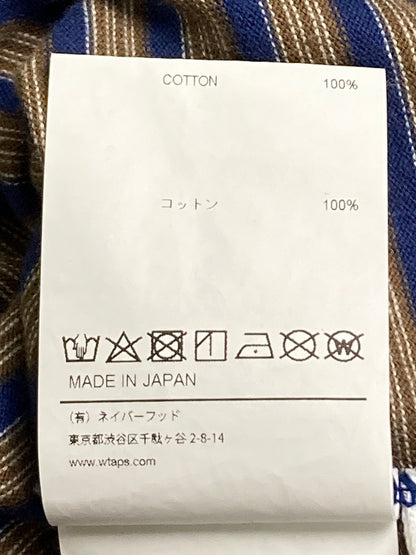 COTTON 100%
コットン 100%
MADE IN JAPAN
(有) ネイバーフッド
東京都渋谷区千駄ヶ谷 2-8-14
www.wtaps.com